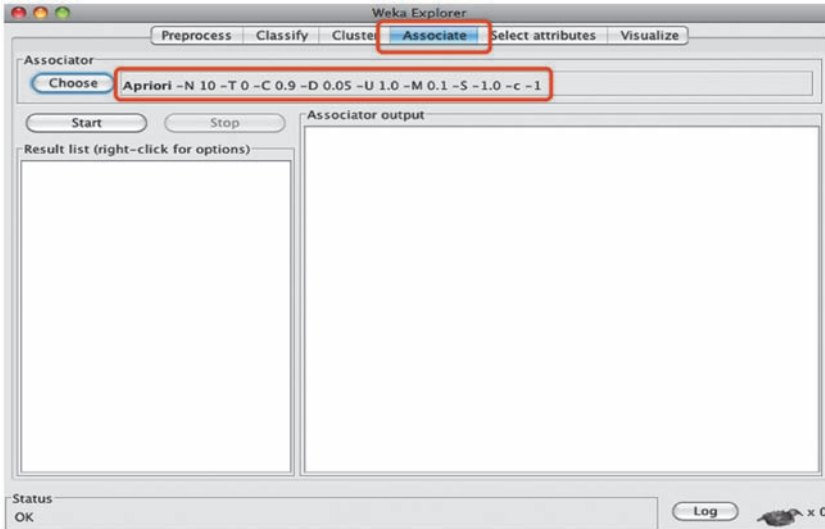 Weka Explorer
Preprocess Classify Cluster Associate Select attributes Visualize
Associator
Choose Apriori -N 10 -T 0 -C 0.9 -D 0.05 -U 1.0 -M 0.1 -S -1.0 -c -1
Start Stop
Associator output
Result list (right-click for options)
Status
OK
Log x 0